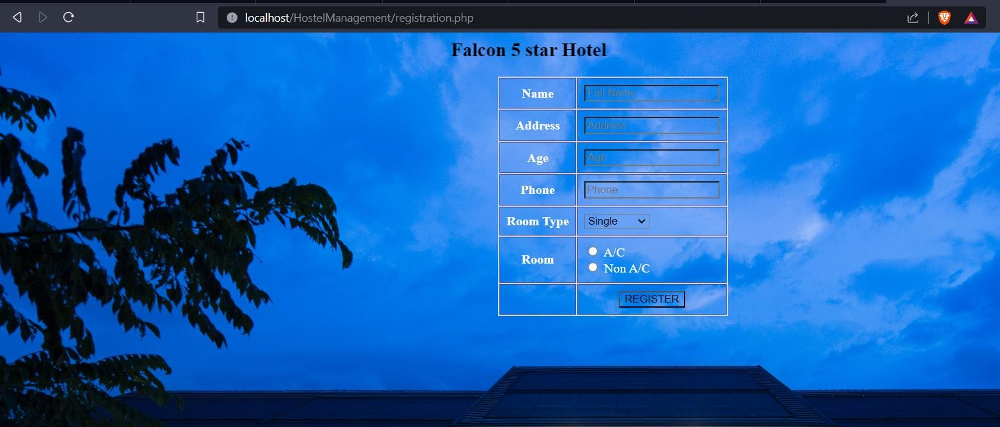 localhost/HostelManagement/registration.php
Falcon 5 star Hotel
Name Full Name
Address Address
Age Age
Phone Phone
Room Type Single
Room A/C
Non A/C
REGISTER